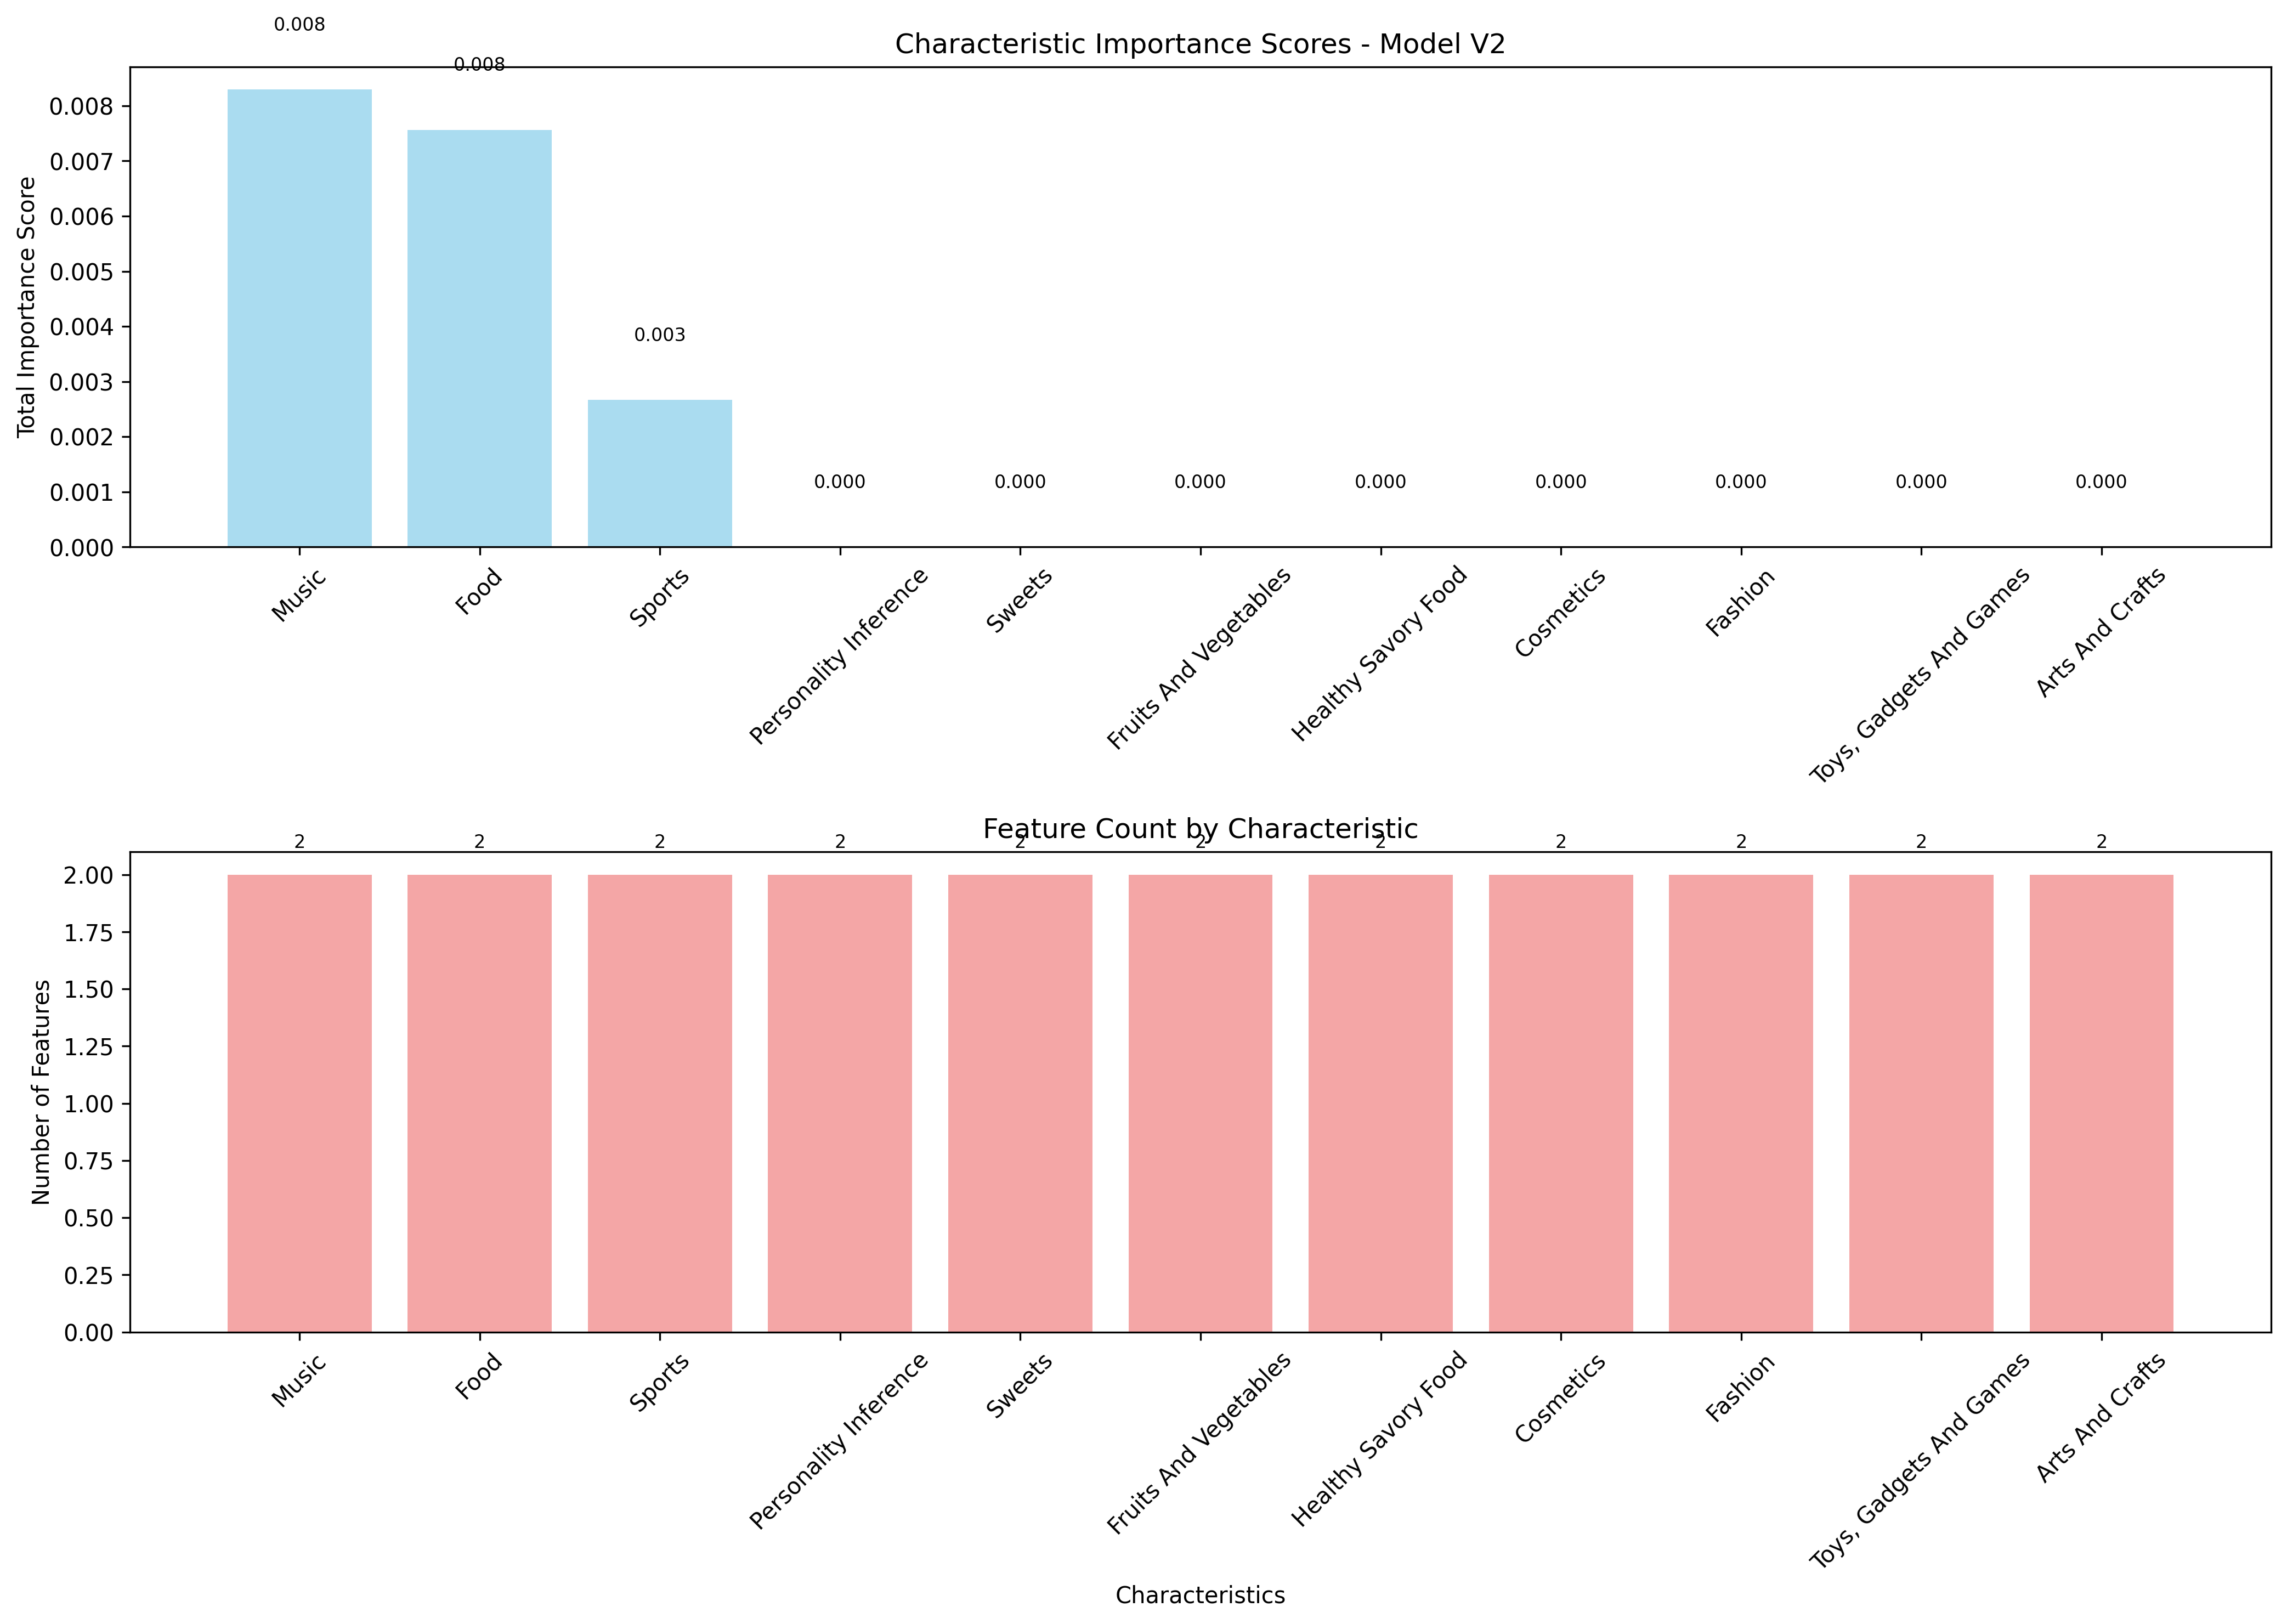 0.008
Characteristic Importance Scores - Model V2
0.008
0.008
0.007
0.006
0.005
0.004
0.003
0.002
0.001
0.000
Total Importance Score
0.003
0.000 0.000 0.000 0.000 0.000 0.000 0.000 0.000
Music
Food
Sports
Personality Inference
Sweets
Fruits And Vegetables
Healthy Savory Food
Cosmetics
Fashion
Toys, Gadgets And Games
Arts And Crafts
Feature Count by Characteristic
2 2 2 2 2 2 2 2 2 2 2
2.00
1.75
1.50
1.25
1.00
0.75
0.50
0.25
0.00
Number of Features
Music
Food
Sports
Personality Inference
Sweets
Fruits And Vegetables
Healthy Savory Food
Cosmetics
Fashion
Toys, Gadgets And Games
Arts And Crafts
Characteristics